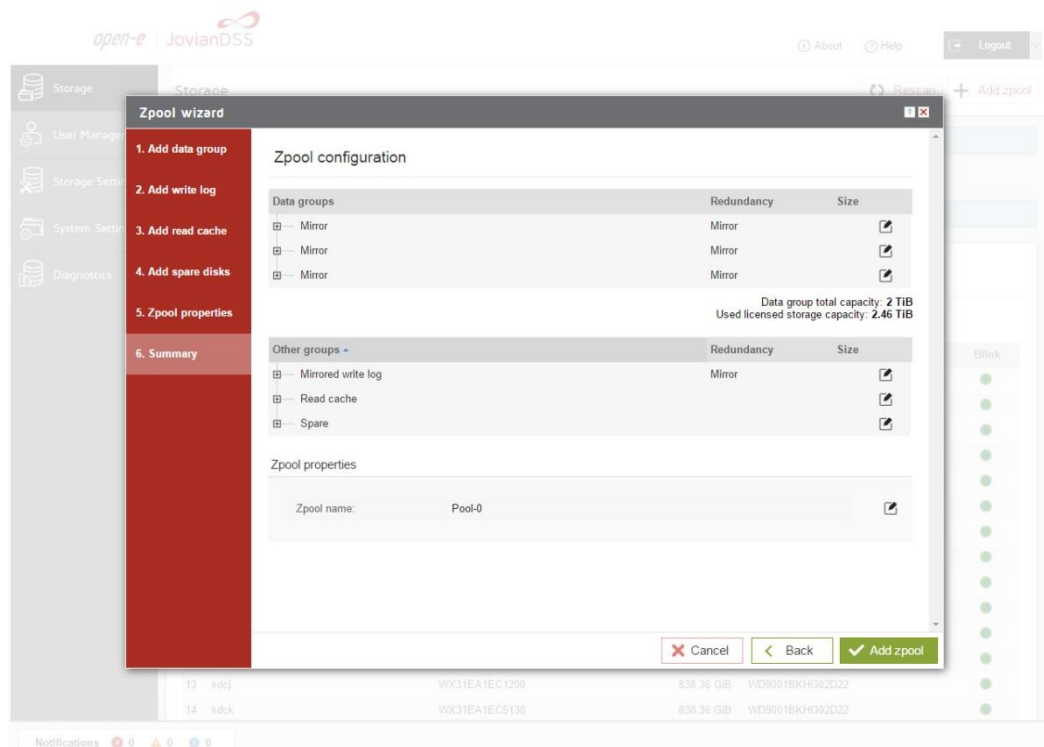 open-e JovianDSS
About Help Logout
Storage
User Manage
Storage Setti
System Settin
Diagnostics
Storage
Rescan Add zpool
Zpool wizard
1. Add data group
2. Add write log
3. Add read cache
4. Add spare disks
5. Zpool properties
6. Summary
Zpool configuration
Data groups Redundancy Size
Mirror Mirror
Mirror Mirror
Mirror Mirror
Data group total capacity: 2 TiB
Used licensed storage capacity: 2.46 TiB
Other groups Redundancy Size
Mirrored write log Mirror
Read cache
Spare
Zpool properties
Zpool name: Pool-0
Cancel Back Add zpool
Blink
13 sdcj WX31EA1EC1200 838.36 GiB WD9001BKHG02D22
14 sdck WX31EA1EC5130 838.36 GiB WD9001BKHG02D22
Notifications 0 0 0